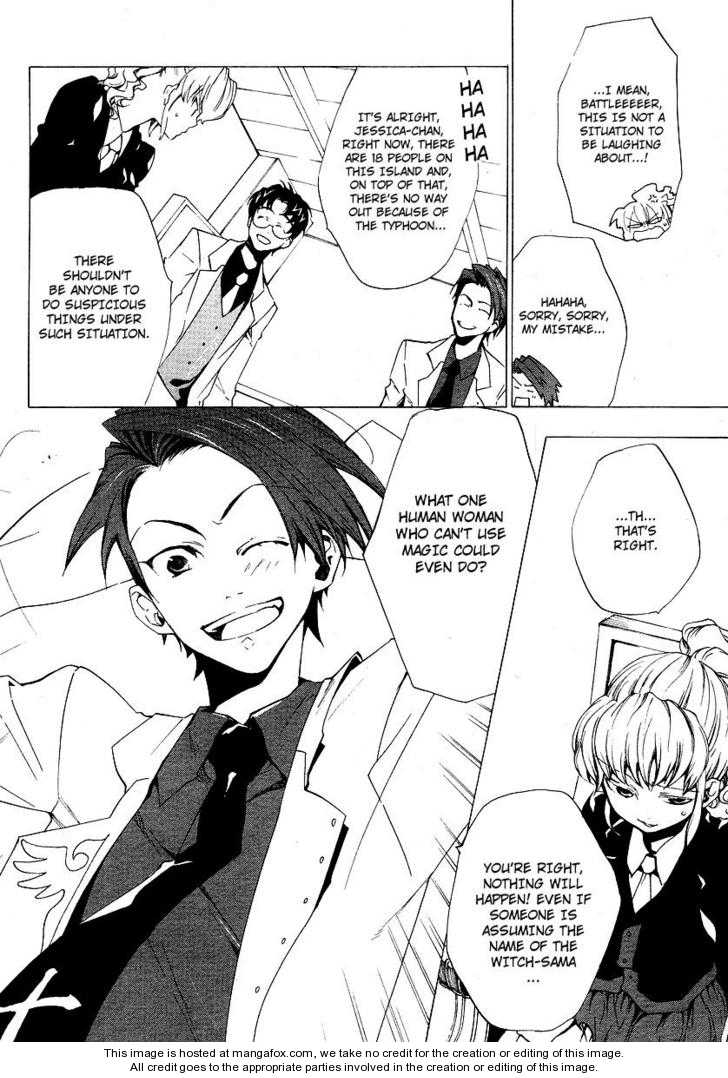 ...I MEAN,
BATTLEEEEER,
THIS IS NOT A
SITUATION TO
BE LAUGHING
ABOUT...!
HAHAHA,
SORRY, SORRY,
MY MISTAKE...
HA
HA
HA
HA
IT'S ALRIGHT,
JESSICA-CHAN,
RIGHT NOW, THERE
ARE 18 PEOPLE ON
THIS ISLAND AND,
ON TOP OF THAT,
THERE'S NO WAY
OUT BECAUSE OF
THE TYPHOON...
THERE
SHOULDN'T
BE ANYONE TO
DO SUSPICIOUS
THINGS UNDER
SUCH SITUATION.
...TH...
THAT'S
RIGHT.
YOU'RE RIGHT,
NOTHING WILL
HAPPEN! EVEN IF
SOMEONE IS
ASSUMING THE
NAME OF THE
WITCH-SAMA
...
WHAT ONE
HUMAN WOMAN
WHO CAN'T USE
MAGIC COULD
EVEN DO?
This image is hosted at mangafox.com, we take no credit for the creation or editing of this image.
All credit goes to the appropriate parties involved in the creation or editing of this image.